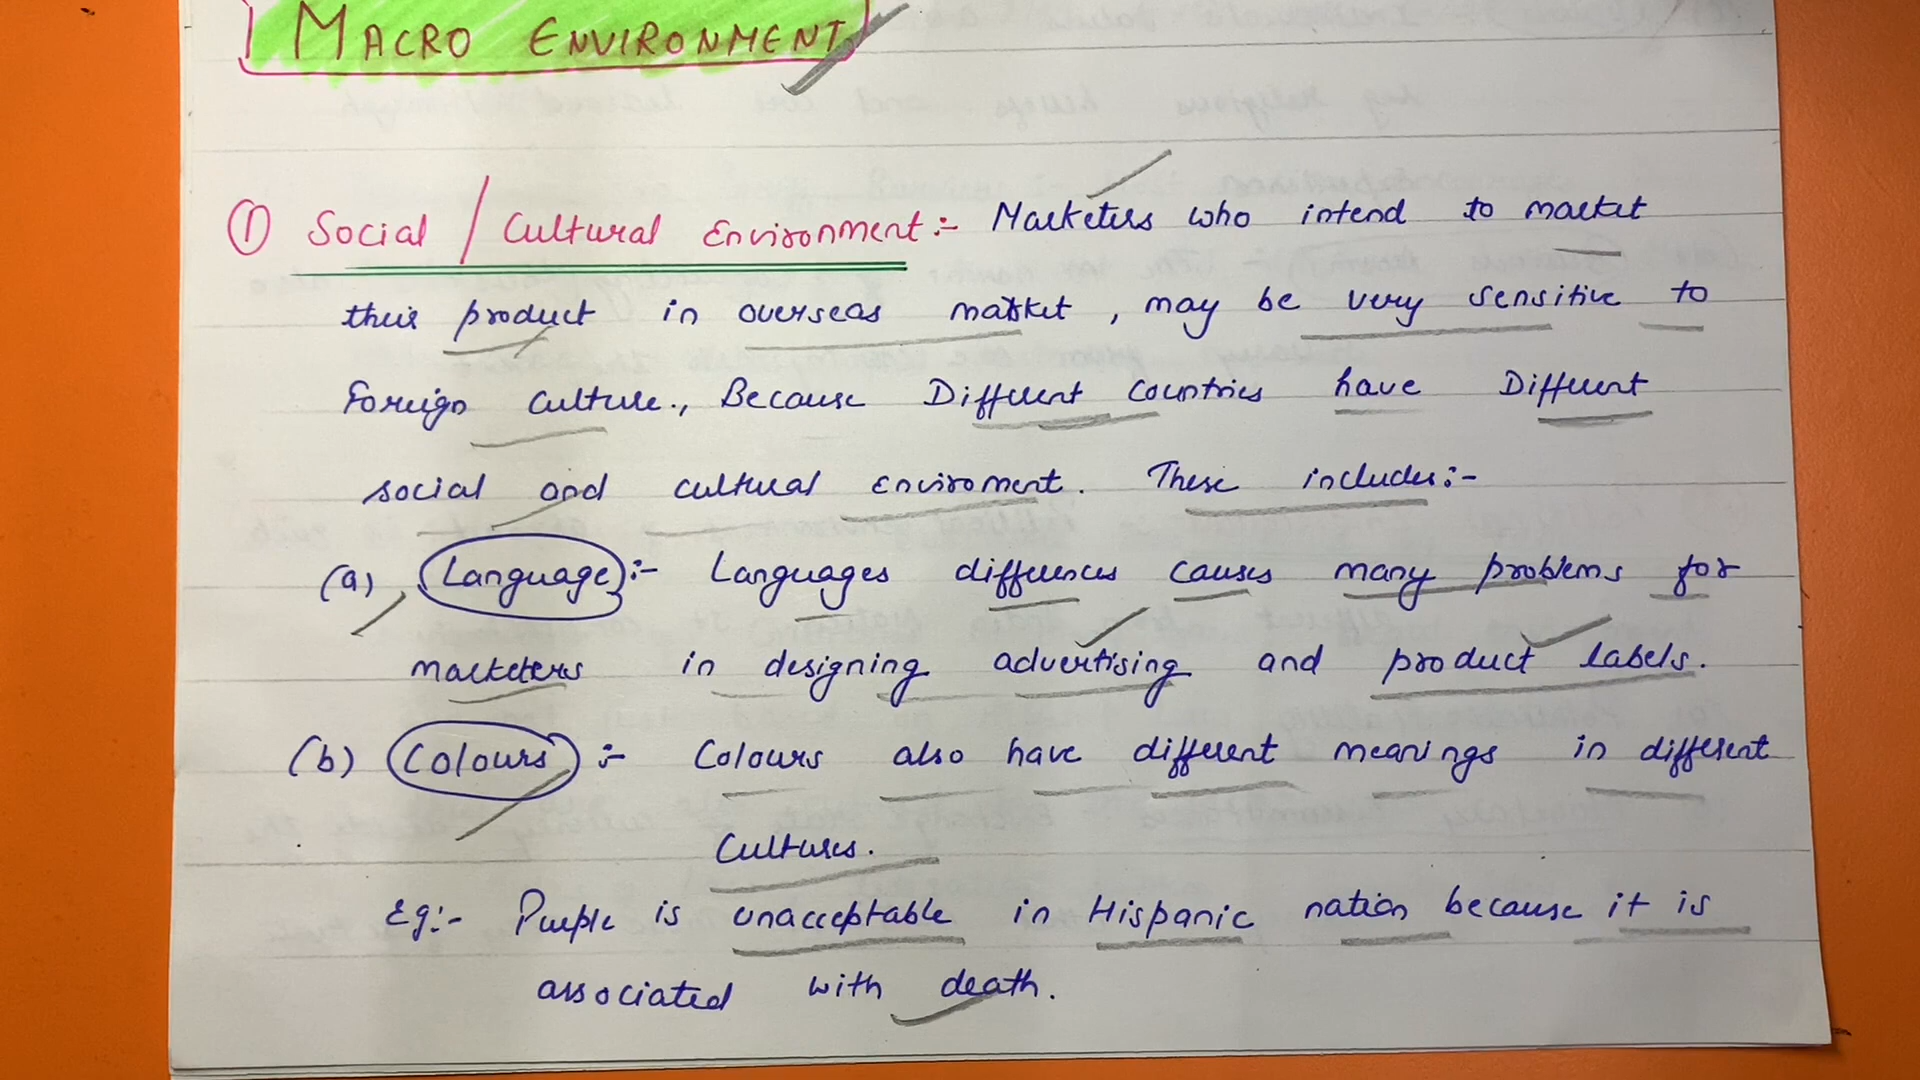 MACRO ENVIRONMENT
① Social / Cultural Environment :- Marketers who intend to market
their product in overseas market , may be very sensitive to
Foreign culture., Because Different countries have Different
social and cultural enviroment. These includes :-
(a) Language :- Languages differences causes many problems for
marketers in designing advertising and product labels.
(b) Colours :- Colours also have different meanings in different
Cultures.
Eg:- Purple is unacceptable in Hispanic nation because it is
associated with death.